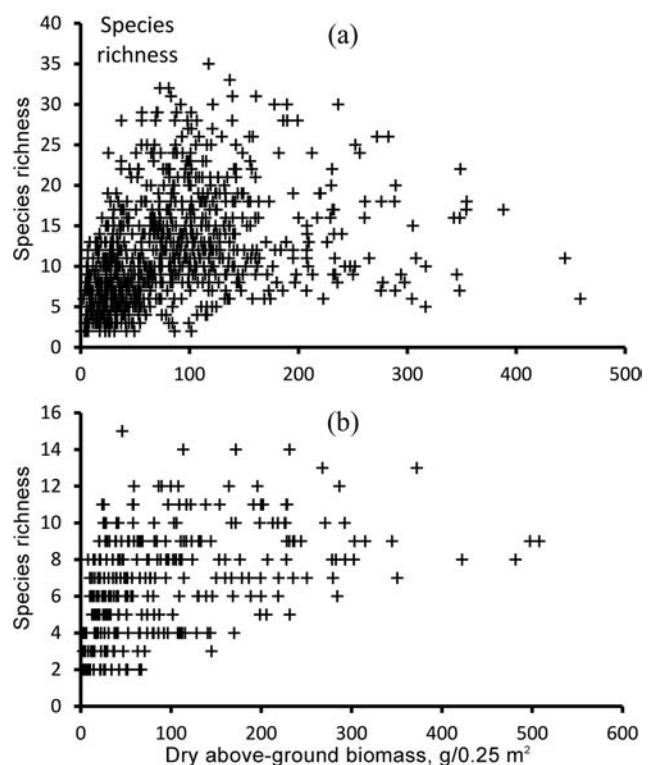 Species
richness
(a)
Species richness
40
35
30
25
20
15
10
5
0
0 100 200 300 400 500
(b)
Species richness
16
14
12
10
8
6
4
2
0
0 100 200 300 400 500 600
Dry above-ground biomass, g/0.25 m²